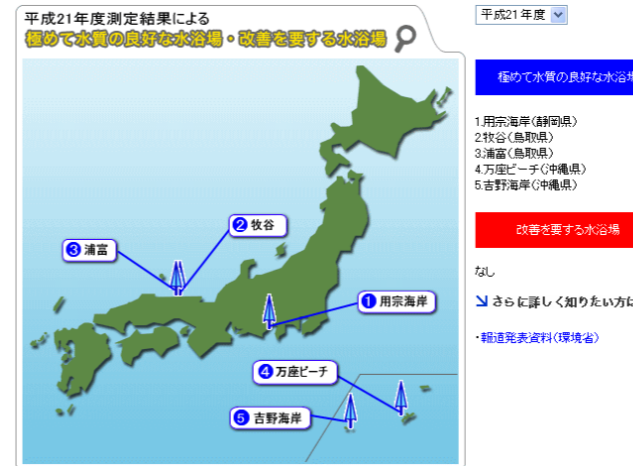 平成21年度測定結果による
極めて水質の良好な水浴場・改善を要する水浴場
平成21年度
極めて水質の良好な水浴場
1.用宗海岸(静岡県)
2.牧谷(鳥取県)
3.浦富(鳥取県)
4.万座ビーチ(沖縄県)
5.吉野海岸(沖縄県)
改善を要する水浴場
なし
さらに詳しく知りたい方に
・報道発表資料(環境省)
2 牧谷
3 浦富
1 用宗海岸
4 万座ビーチ
5 吉野海岸